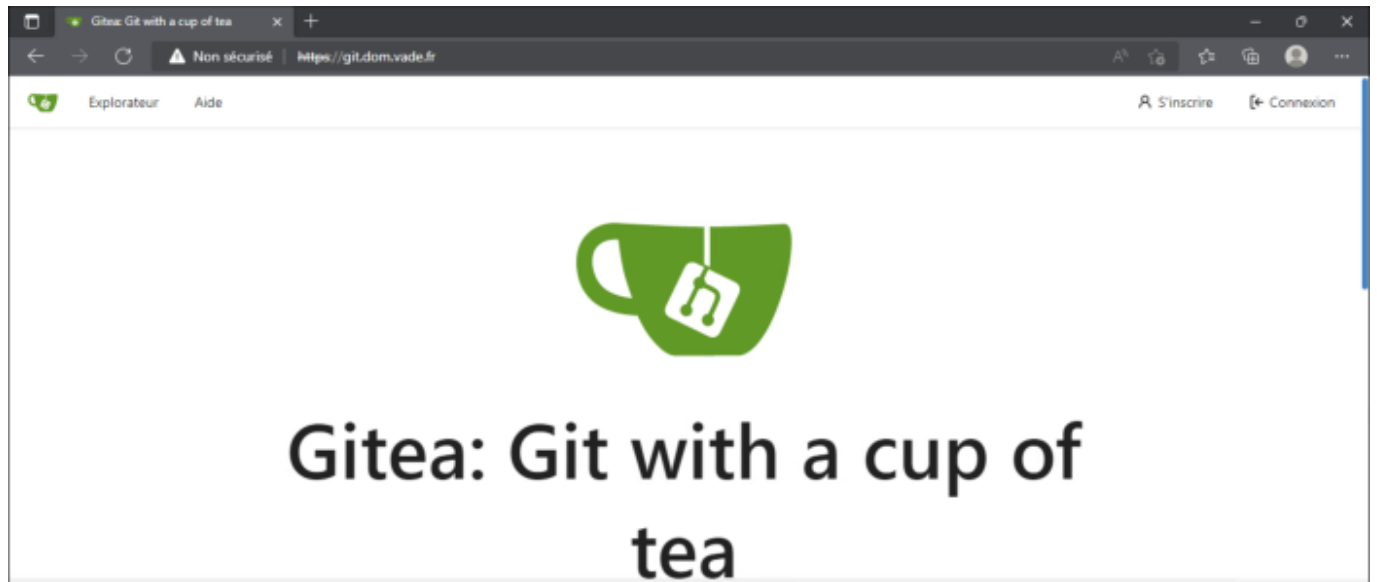 Gitea: Git with a cup of tea
Non sécurisé https://git.dom.vade.fr
Explorateur Aide S'inscrire Connexion
Gitea: Git with a cup of
tea